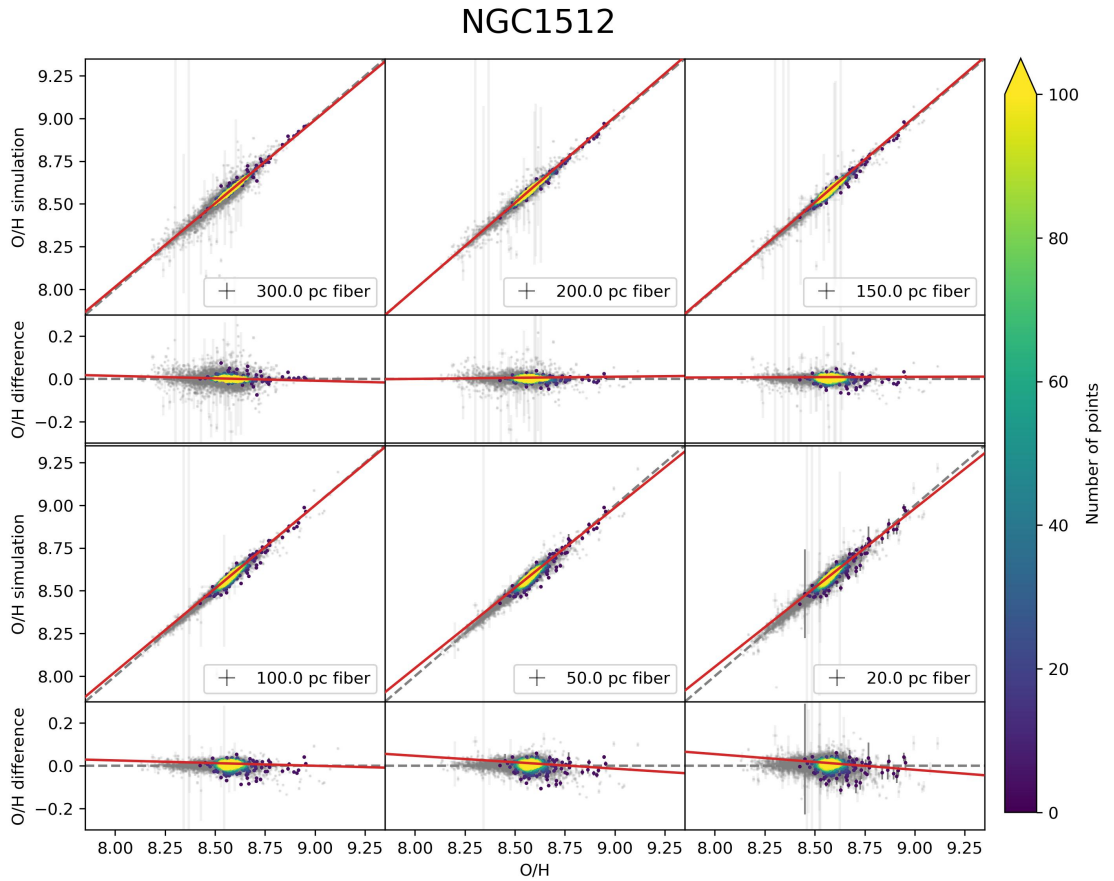 NGC1512
9.25
9.00
8.75
8.50
8.25
8.00
O/H simulation
300.0 pc fiber
200.0 pc fiber
150.0 pc fiber
0.2
0.0
−0.2
O/H difference
9.25
9.00
8.75
8.50
8.25
8.00
O/H simulation
100.0 pc fiber
50.0 pc fiber
20.0 pc fiber
0.2
0.0
−0.2
O/H difference
8.00 8.25 8.50 8.75 9.00 9.25
8.00 8.25 8.50 8.75 9.00 9.25
8.00 8.25 8.50 8.75 9.00 9.25
O/H
100
80
60
40
20
0
Number of points